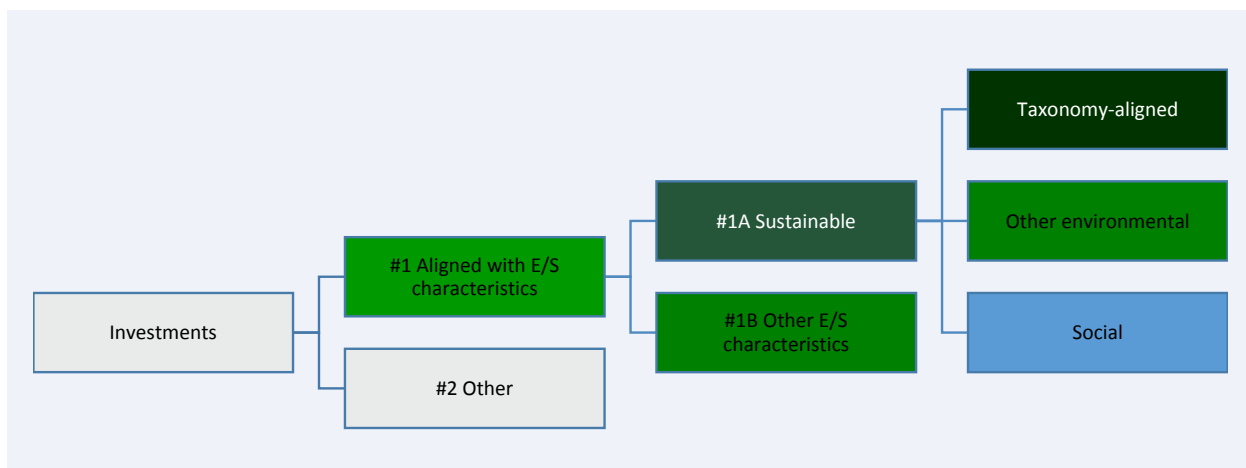 Investments
#1 Aligned with E/S
characteristics
#2 Other
#1A Sustainable
#1B Other E/S
characteristics
Taxonomy-aligned
Other environmental
Social